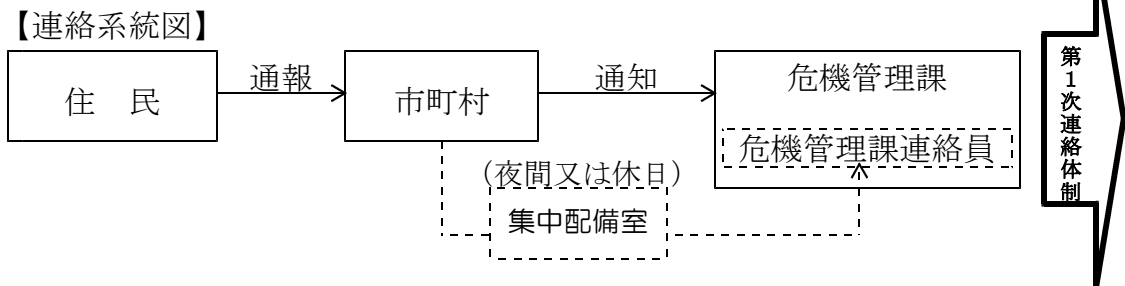 【連絡系統図】
住　民
通報
市町村
通知
危機管理課
危機管理課連絡員
（夜間又は休日）
集中配備室
第１次連絡体制